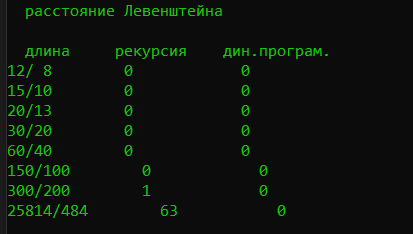 расстояние Левенштейна
длина рекурсия дин.програм.
12/ 8 0 0
15/10 0 0
20/13 0 0
30/20 0 0
60/40 0 0
150/100 0 0
300/200 1 0
25814/484 63 0